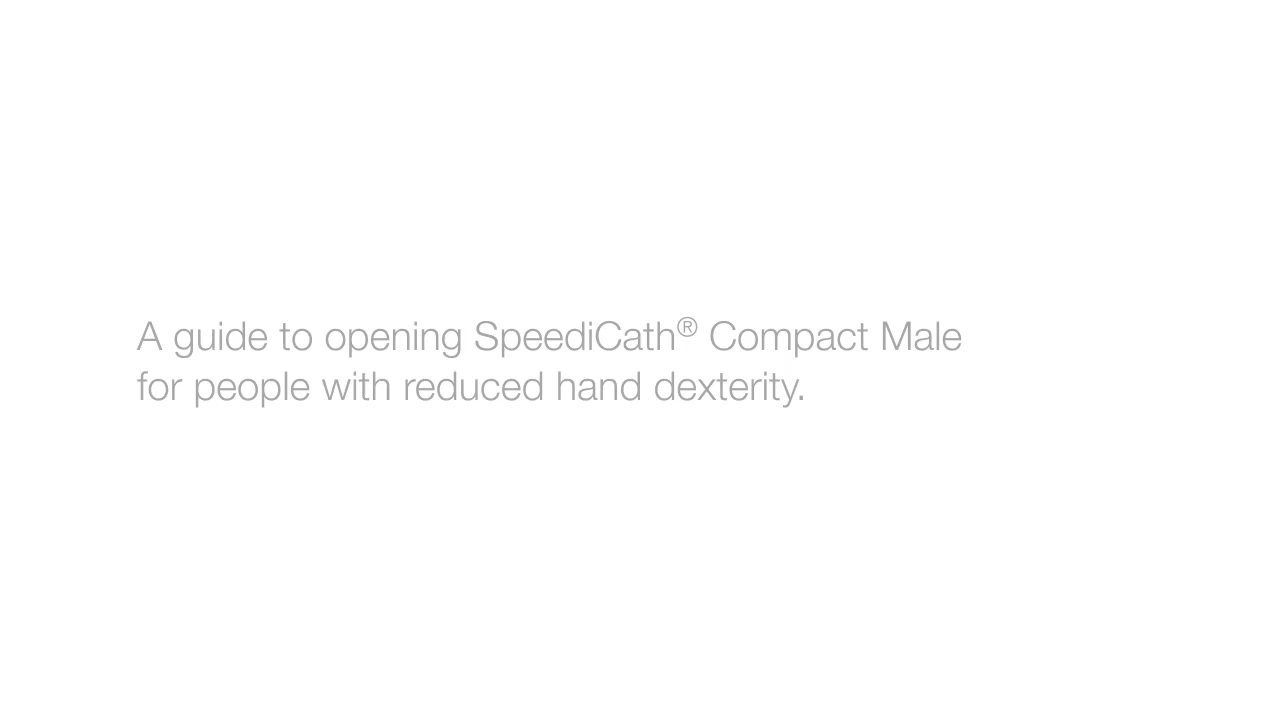 A guide to opening SpeediCath® Compact Male
for people with reduced hand dexterity.